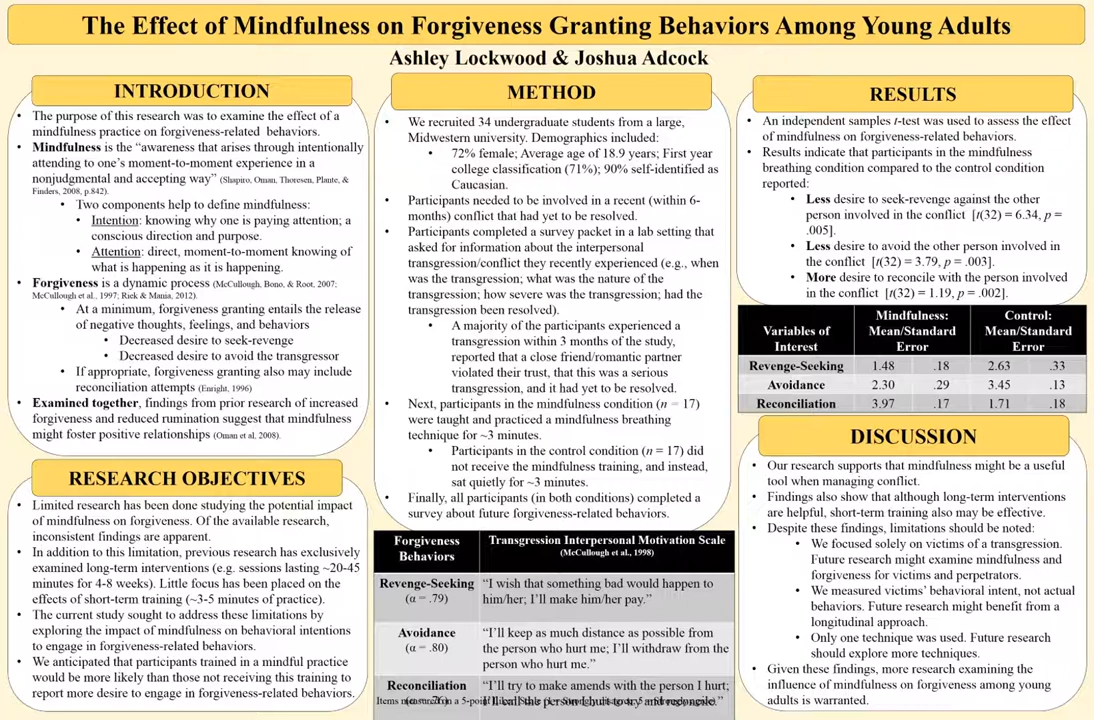 The Effect of Mindfulness on Forgiveness Granting Behaviors Among Young Adults
Ashley Lockwood & Joshua Adcock
INTRODUCTION
• The purpose of this research was to examine the effect of a
mindfulness practice on forgiveness-related behaviors.
• Mindfulness is the “awareness that arises through intentionally
attending to one’s moment-to-moment experience in a
nonjudgmental and accepting way” (Shapiro, Oman, Thoresen, Plante, &
Finders, 2008, p.842).
• Two components help to define mindfulness:
• Intention: knowing why one is paying attention; a
conscious direction and purpose.
• Attention: direct, moment-to-moment knowing of
what is happening as it is happening.
• Forgiveness is a dynamic process (McCullough, Bono, & Root, 2007;
McCullough et al., 1997; Riek & Mania, 2012).
• At a minimum, forgiveness granting entails the release
of negative thoughts, feelings, and behaviors
• Decreased desire to seek-revenge
• Decreased desire to avoid the transgressor
• If appropriate, forgiveness granting also may include
reconciliation attempts (Enright, 1996)
• Examined together, findings from prior research of increased
forgiveness and reduced rumination suggest that mindfulness
might foster positive relationships (Oman et al, 2008).
RESEARCH OBJECTIVES
• Limited research has been done studying the potential impact
of mindfulness on forgiveness. Of the available research,
inconsistent findings are apparent.
• In addition to this limitation, previous research has exclusively
examined long-term interventions (e.g. sessions lasting ~20-45
minutes for 4-8 weeks). Little focus has been placed on the
effects of short-term training (~3-5 minutes of practice).
• The current study sought to address these limitations by
exploring the impact of mindfulness on behavioral intentions
to engage in forgiveness-related behaviors.
• We anticipated that participants trained in a mindful practice
would be more likely than those not receiving this training to
report more desire to engage in forgiveness-related behaviors.
METHOD
• We recruited 34 undergraduate students from a large,
Midwestern university. Demographics included:
• 72% female; Average age of 18.9 years; First year
college classification (71%); 90% self-identified as
Caucasian.
• Participants needed to be involved in a recent (within 6-
months) conflict that had yet to be resolved.
• Participants completed a survey packet in a lab setting that
asked for information about the interpersonal
transgression/conflict they recently experienced (e.g., when
was the transgression; what was the nature of the
transgression; how severe was the transgression; had the
transgression been resolved).
• A majority of the participants experienced a
transgression within 3 months of the study,
reported that a close friend/romantic partner
violated their trust, that this was a serious
transgression, and it had yet to be resolved.
• Next, participants in the mindfulness condition (n = 17)
were taught and practiced a mindfulness breathing
technique for ~3 minutes.
• Participants in the control condition (n = 17) did
not receive the mindfulness training, and instead,
sat quietly for ~3 minutes.
• Finally, all participants (in both conditions) completed a
survey about future forgiveness-related behaviors.
Forgiveness Behaviors Transgression Interpersonal Motivation Scale
(McCullough et al., 1998)
Revenge-Seeking “I wish that something bad would happen to
(α = .79) him/her; I’ll make him/her pay.”
Avoidance “I’ll keep as much distance as possible from
(α = .80) the person who hurt me; I’ll withdraw from the
person who hurt me.”
Reconciliation “I’ll try to make amends with the person I hurt;
RESULTS
• An independent samples t-test was used to assess the effect
of mindfulness on forgiveness-related behaviors.
• Results indicate that participants in the mindfulness
breathing condition compared to the control condition
reported:
• Less desire to seek-revenge against the other
person involved in the conflict [t(32) = 6.34, p =
.005].
• Less desire to avoid the other person involved in
the conflict [t(32) = 3.79, p = .003].
• More desire to reconcile with the person involved
in the conflict [t(32) = 1.19, p = .002].
Variables of Interest Mindfulness: Mean/Standard Error Control: Mean/Standard Error
Revenge-Seeking 1.48 .18 2.63 .33
Avoidance 2.30 .29 3.45 .13
Reconciliation 3.97 .17 1.71 .18
DISCUSSION
• Our research supports that mindfulness might be a useful
tool when managing conflict.
• Findings also show that although long-term interventions
are helpful, short-term training also may be effective.
• Despite these findings, limitations should be noted:
• We focused solely on victims of a transgression.
Future research might examine mindfulness and
forgiveness for victims and perpetrators.
• We measured victims’ behavioral intent, not actual
behaviors. Future research might benefit from a
longitudinal approach.
• Only one technique was used. Future research
should explore more techniques.
• Given these findings, more research examining the
influence of mindfulness on forgiveness among young
adults is warranted.